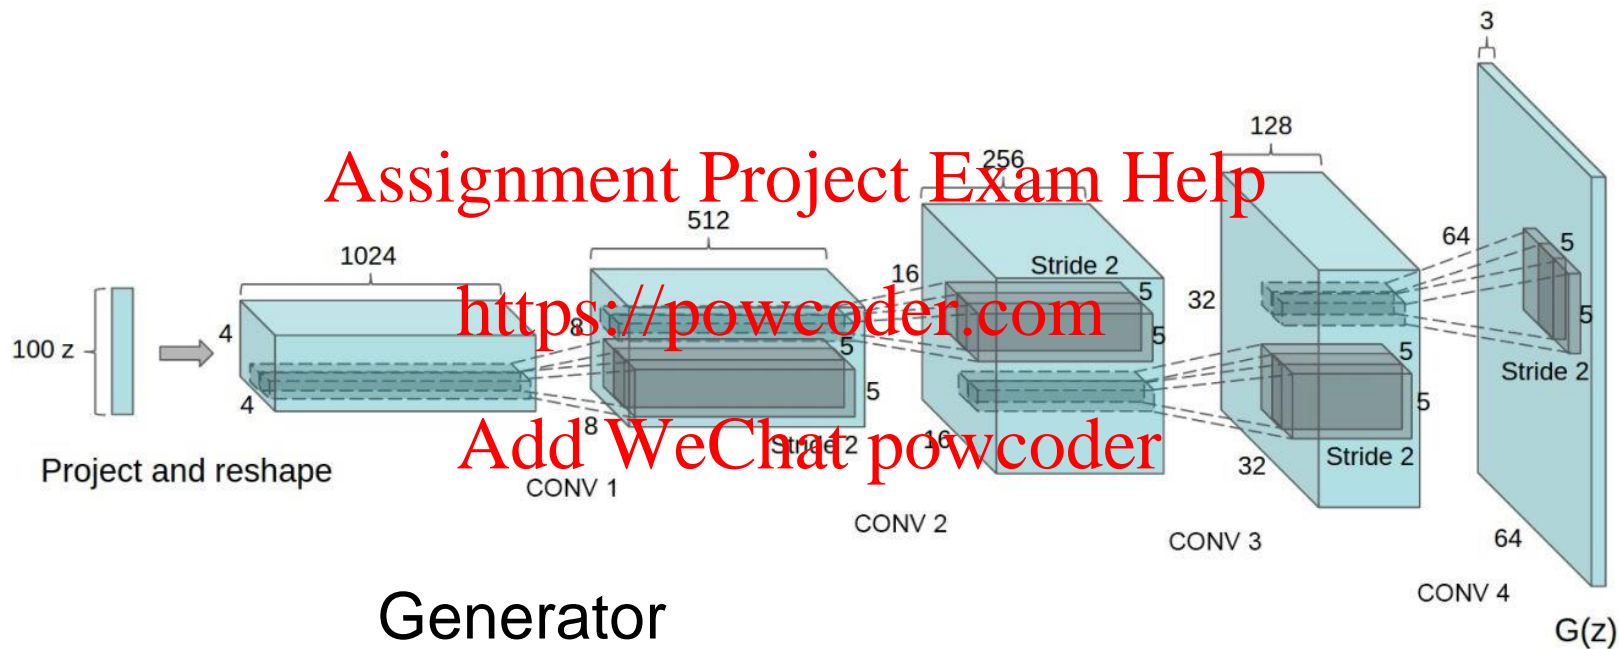 3
128
Assignment Project Exam Help
256
512
64
5
1024
16
Stride 2
5
32
5
4
https://powcoder.com
8
5
5
100 z
5
Stride 2
4
5
5
8
16
Add WeChat powcoder
Stride 2
32
Stride 2
Project and reshape
CONV 1
CONV 2
CONV 3
64
CONV 4
Generator
G(z)